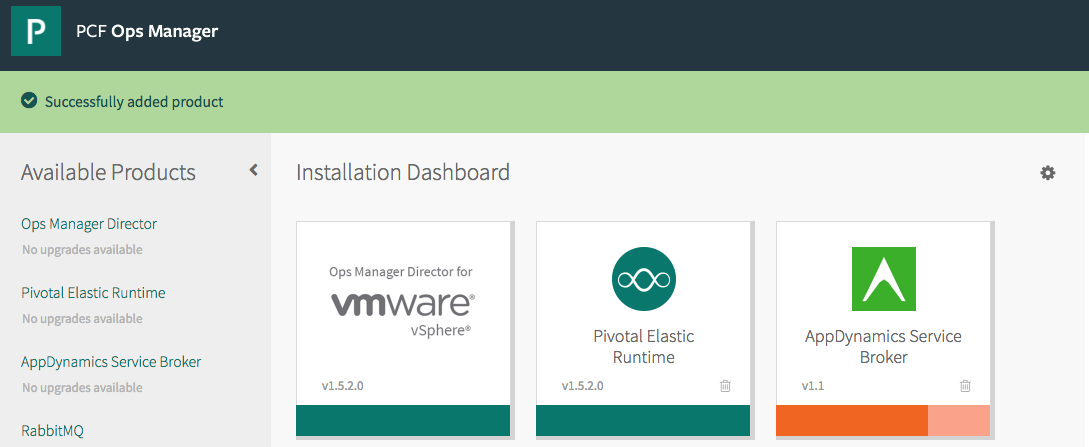 P
PCF Ops Manager
Successfully added product
Available Products
Installation Dashboard
Ops Manager Director
No upgrades available
Pivotal Elastic Runtime
No upgrades available
AppDynamics Service Broker
No upgrades available
RabbitMQ
Ops Manager Director for
vmware®
vSphere®
v1.5.2.0
Pivotal Elastic
Runtime
v1.5.2.0
AppDynamics Service
Broker
v1.1